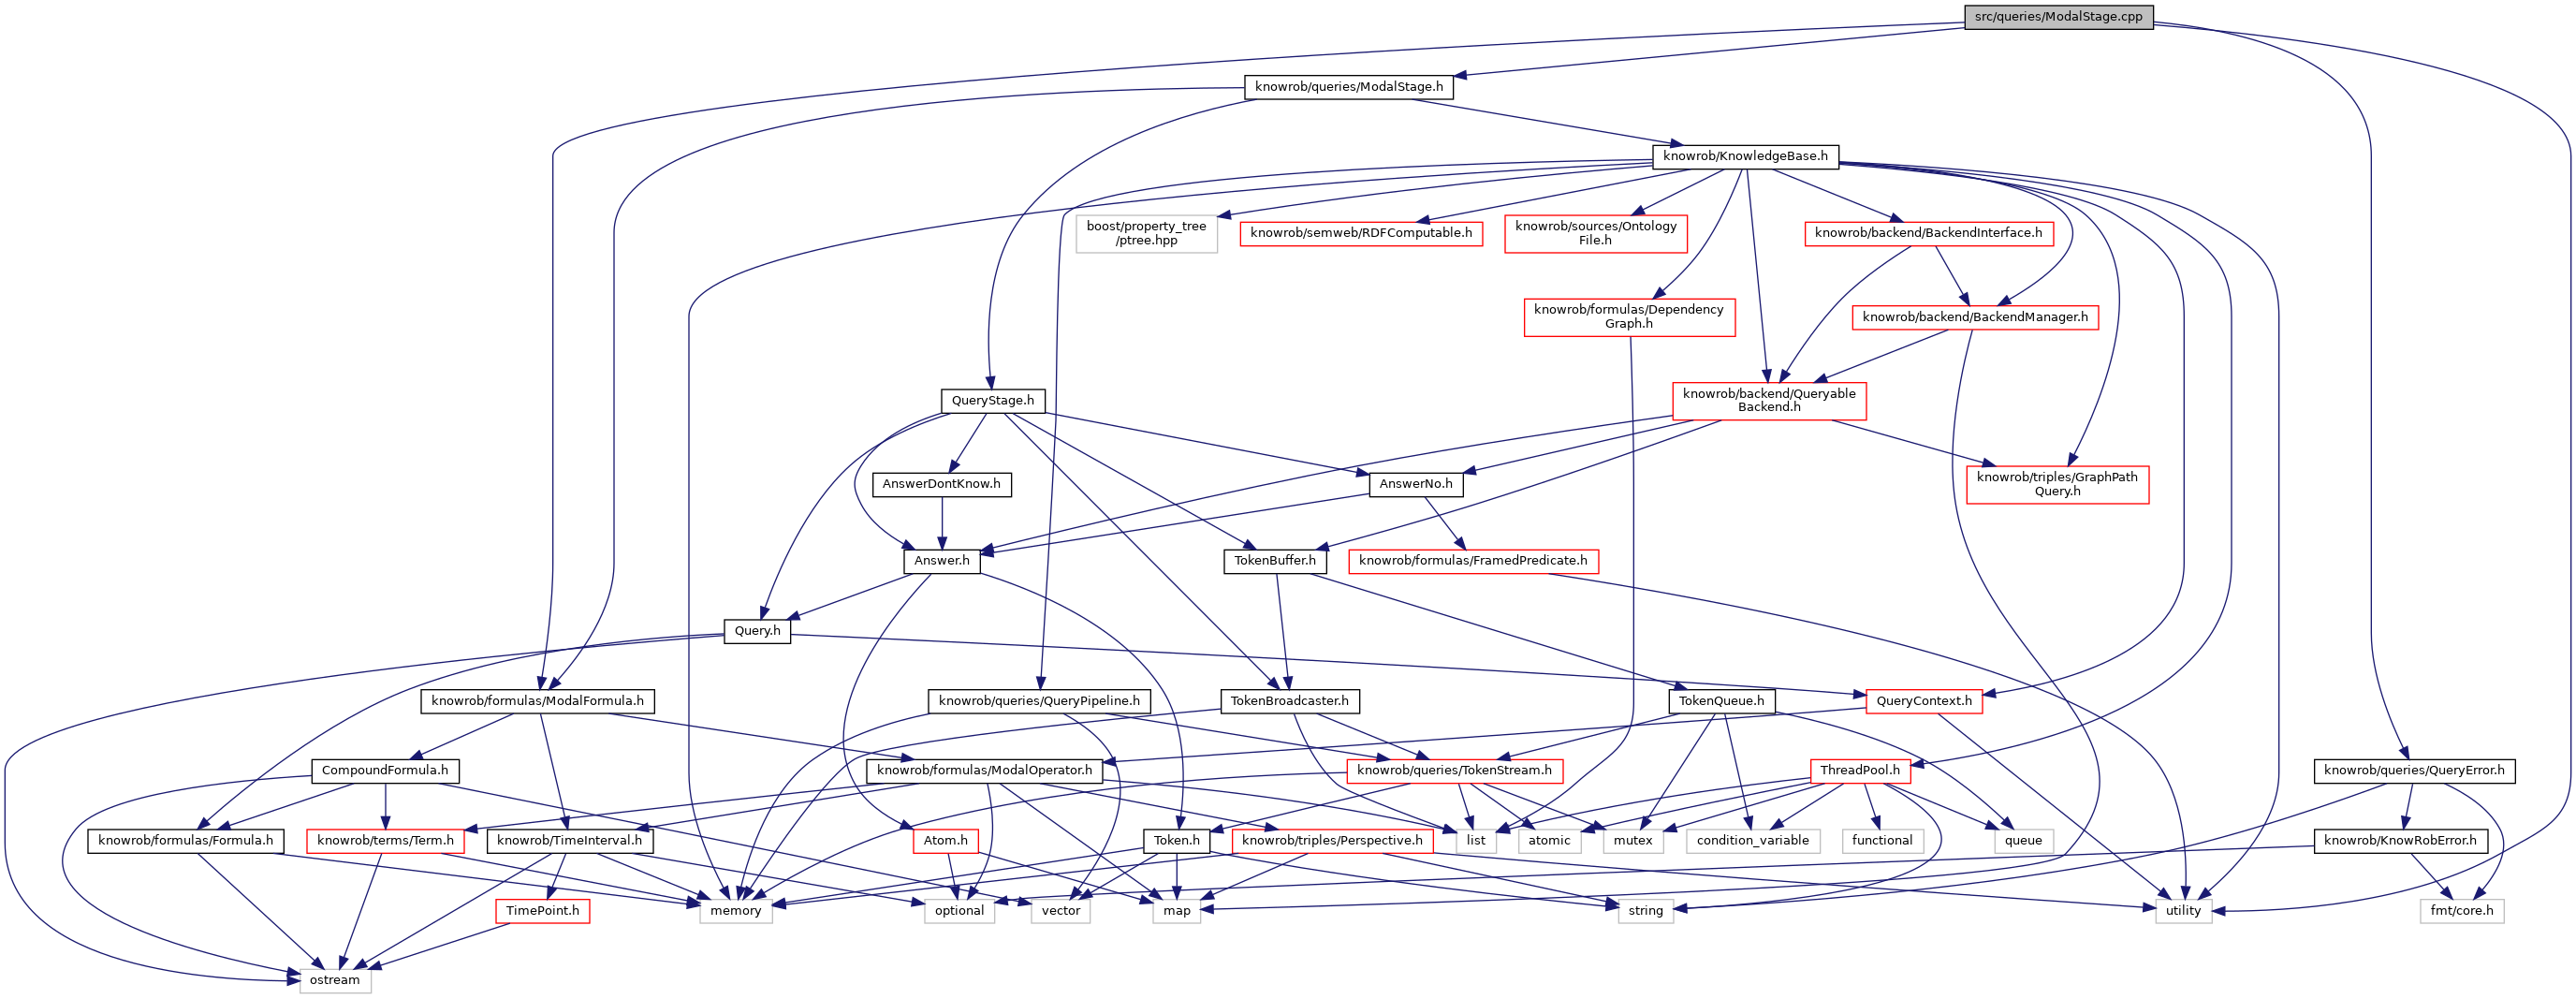 src/queries/ModalStage.cpp
knowrob/queries/ModalStage.h
knowrob/KnowledgeBase.h
boost/property_tree
/ptree.hpp
knowrob/semweb/RDFComputable.h
knowrob/sources/Ontology
File.h
knowrob/backend/BackendInterface.h
knowrob/formulas/Dependency
Graph.h
knowrob/backend/BackendManager.h
QueryStage.h
knowrob/backend/Queryable
Backend.h
AnswerDontKnow.h
AnswerNo.h
knowrob/triples/GraphPath
Query.h
Answer.h
TokenBuffer.h
knowrob/formulas/FramedPredicate.h
Query.h
knowrob/formulas/ModalFormula.h
knowrob/queries/QueryPipeline.h
TokenBroadcaster.h
TokenQueue.h
QueryContext.h
CompoundFormula.h
knowrob/formulas/ModalOperator.h
knowrob/queries/TokenStream.h
ThreadPool.h
knowrob/queries/QueryError.h
knowrob/formulas/Formula.h
knowrob/terms/Term.h
knowrob/TimeInterval.h
Atom.h
Token.h
knowrob/triples/Perspective.h
list
atomic
mutex
condition_variable
functional
queue
knowrob/KnowRobError.h
TimePoint.h
memory
optional
vector
map
string
utility
fmt/core.h
ostream